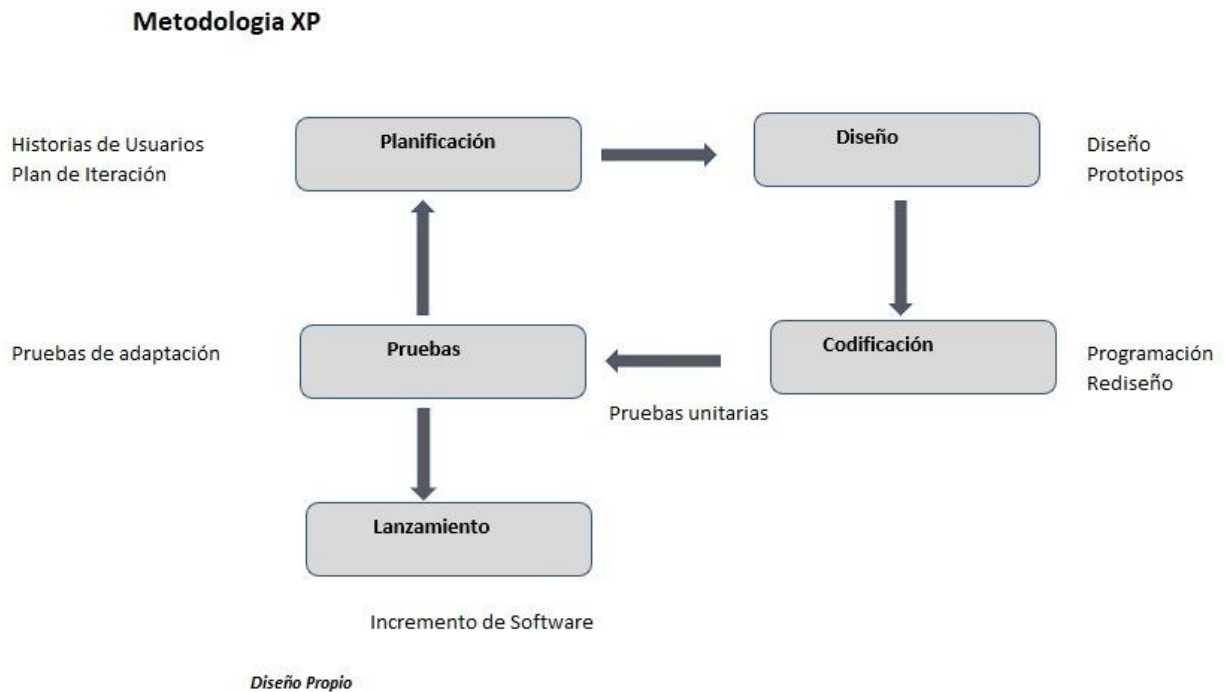 Metodologia XP
Historias de Usuarios
Plan de Iteración
Planificación
Diseño
Diseño
Prototipos
Pruebas de adaptación
Pruebas
Pruebas unitarias
Codificación
Programación
Rediseño
Lanzamiento
Incremento de Software
Diseño Propio